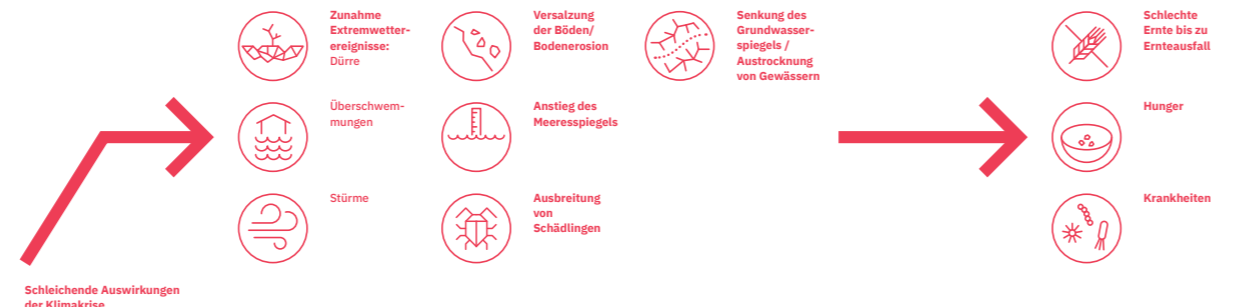 Zunahme
Extremwetter-
ereignisse:
Dürre
Versalzung
der Böden/
Bodenerosion
Senkung des
Grundwasser-
spiegels /
Austrocknung
von Gewässern
Schlechte
Ernte bis zu
Ernteausfall
Überschwem-
mungen
Anstieg des
Meeresspiegels
Hunger
Stürme
Ausbreitung
von
Schädlingen
Krankheiten
Schleichende Auswirkungen
der Klimakrise